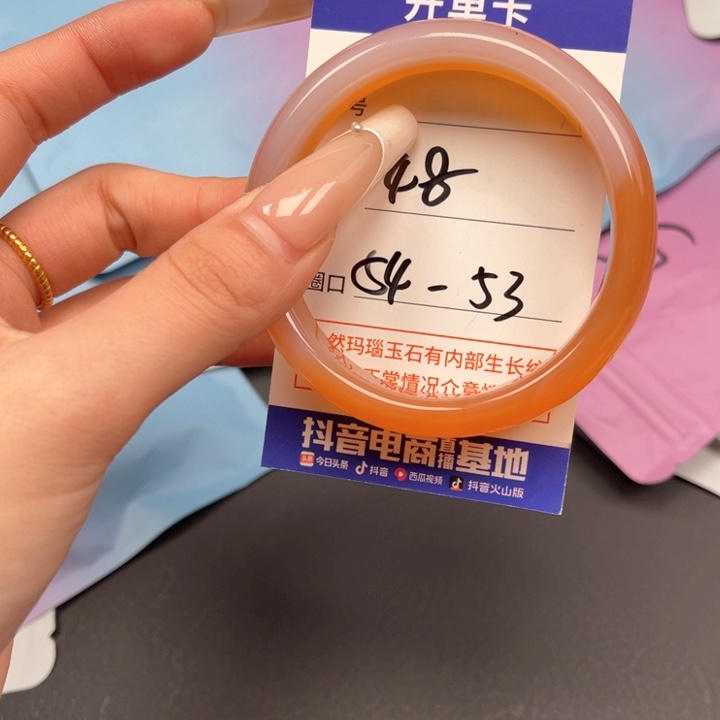 开单卡
号
48
圈口 54-53
然玛瑙玉石有内部生长纹
正常情况介意
抖音电商直播基地
今日头条 抖音 西瓜视频 抖音火山版